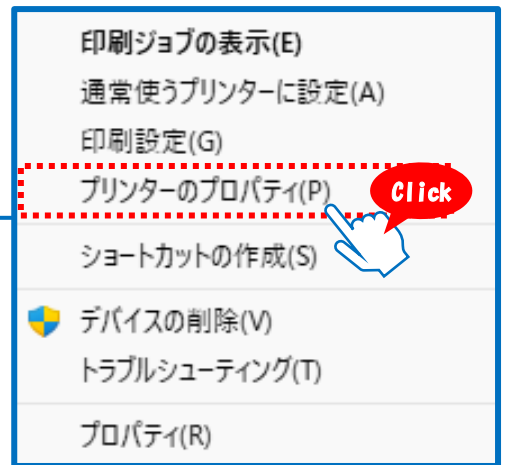 印刷ジョブの表示(E)
通常使うプリンターに設定(A)
印刷設定(G)
プリンターのプロパティ(P)
Click
ショートカットの作成(S)
デバイスの削除(V)
トラブルシューティング(T)
プロパティ(R)